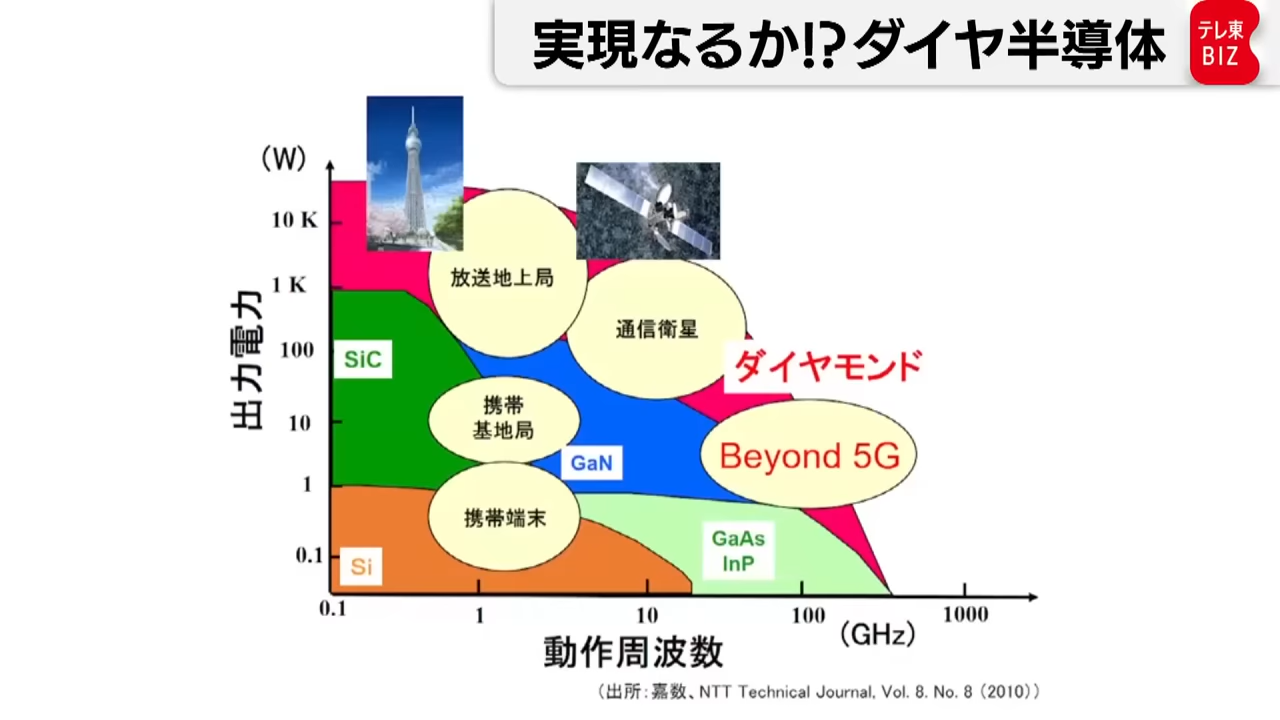 実現なるか!?ダイヤ半導体
テレ東
BIZ
(W)
10 K
1 K
100
10
1
0.1
出力電力
放送地上局
通信衛星
SiC
ダイヤモンド
携帯
基地局
Beyond 5G
GaN
携帯端末
GaAs
InP
Si
0.1
1
10
100
1000
(GHz)
動作周波数
(出所:嘉数、NTT Technical Journal, Vol. 8. No. 8 (2010))